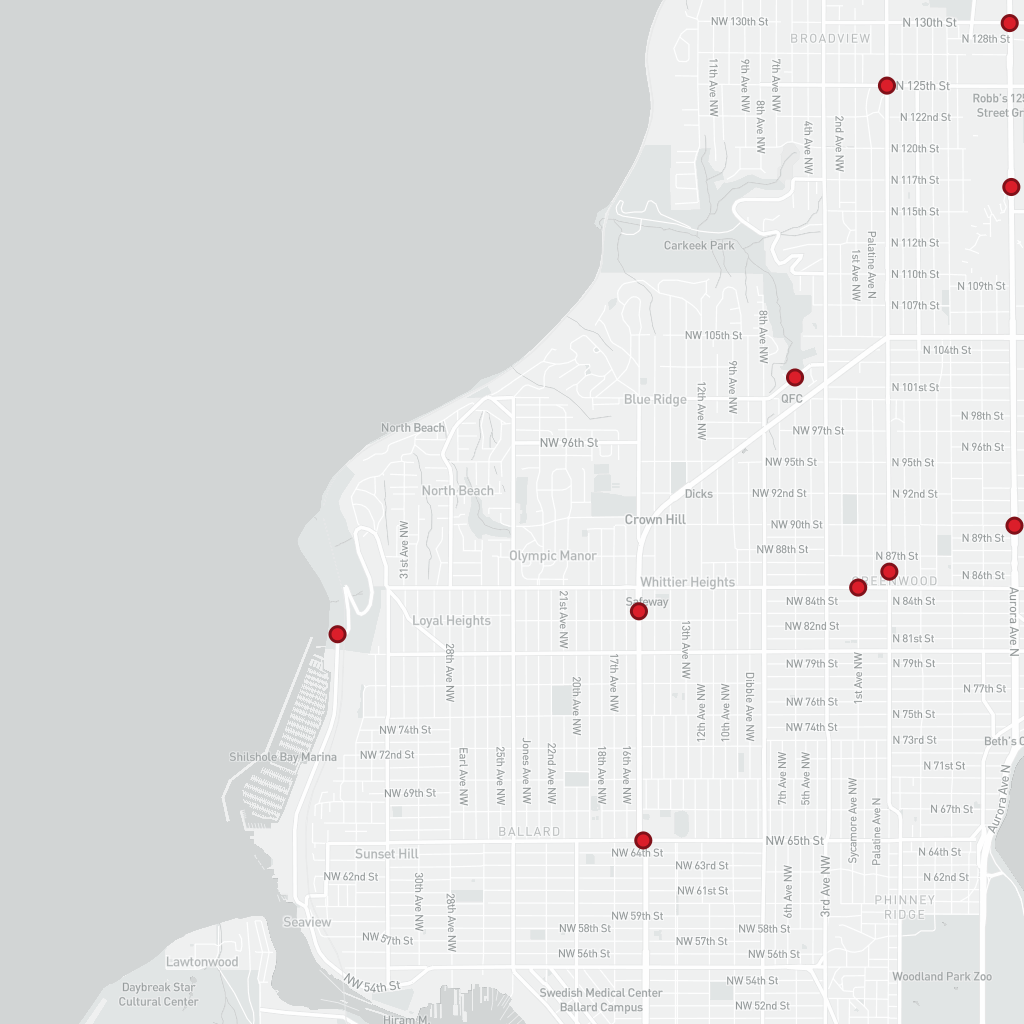 NW 130th St
N 130th St
BROADVIEW
N 128th St
11th Ave NW
9th Ave NW
7th Ave NW
8th Ave NW
N 125th St
Robb's 125
Street Gr
N 122nd St
4th Ave NW
2nd Ave NW
N 120th St
N 117th St
N 115th St
Carkeek Park
N 112th St
Palatine Ave N
1st Ave NW
N 110th St
N 109th St
N 107th St
8th Ave NW
NW 105th St
N 104th St
9th Ave NW
12th Ave NW
N 101st St
Blue Ridge
QFC
N 98th St
North Beach
NW 97th St
NW 96th St
N 96th St
NW 95th St
N 95th St
North Beach
Dicks
NW 92nd St
N 92nd St
Crown Hill
NW 90th St
N 89th St
31st Ave NW
Olympic Manor
NW 88th St
N 87th St
Whittier Heights
GREENWOOD
N 86th St
Safeway
NW 84th St
N 84th St
21st Ave NW
Loyal Heights
Aurora Ave N
NW 82nd St
N 81st St
13th Ave NW
28th Ave NW
NW 79th St
N 79th St
1st Ave NW
17th Ave NW
N 77th St
20th Ave NW
12th Ave NW
10th Ave NW
Dibble Ave NW
NW 76th St
N 75th St
NW 74th St
NW 74th St
N 73rd St
Beth's C
Shilshole Bay Marina
NW 72nd St
Earl Ave NW
25th Ave NW
Jones Ave NW
22nd Ave NW
18th Ave NW
16th Ave NW
7th Ave NW
5th Ave NW
N 71st St
NW 69th St
Sycamore Ave NW
Palatine Ave N
Aurora Ave N
N 67th St
BALLARD
NW 65th St
Sunset Hill
NW 64th St
N 64th St
NW 63rd St
NW 62nd St
N 62nd St
30th Ave NW
28th Ave NW
NW 61st St
6th Ave NW
3rd Ave NW
PHINNEY
RIDGE
Seaview
NW 59th St
NW 58th St
NW 58th St
NW 57th St
NW 57th St
NW 56th St
NW 56th St
Lawtonwood
Woodland Park Zoo
NW 54th St
NW 54th St
Daybreak Star
Cultural Center
Swedish Medical Center
Ballard Campus
NW 52nd St
Hiram M.